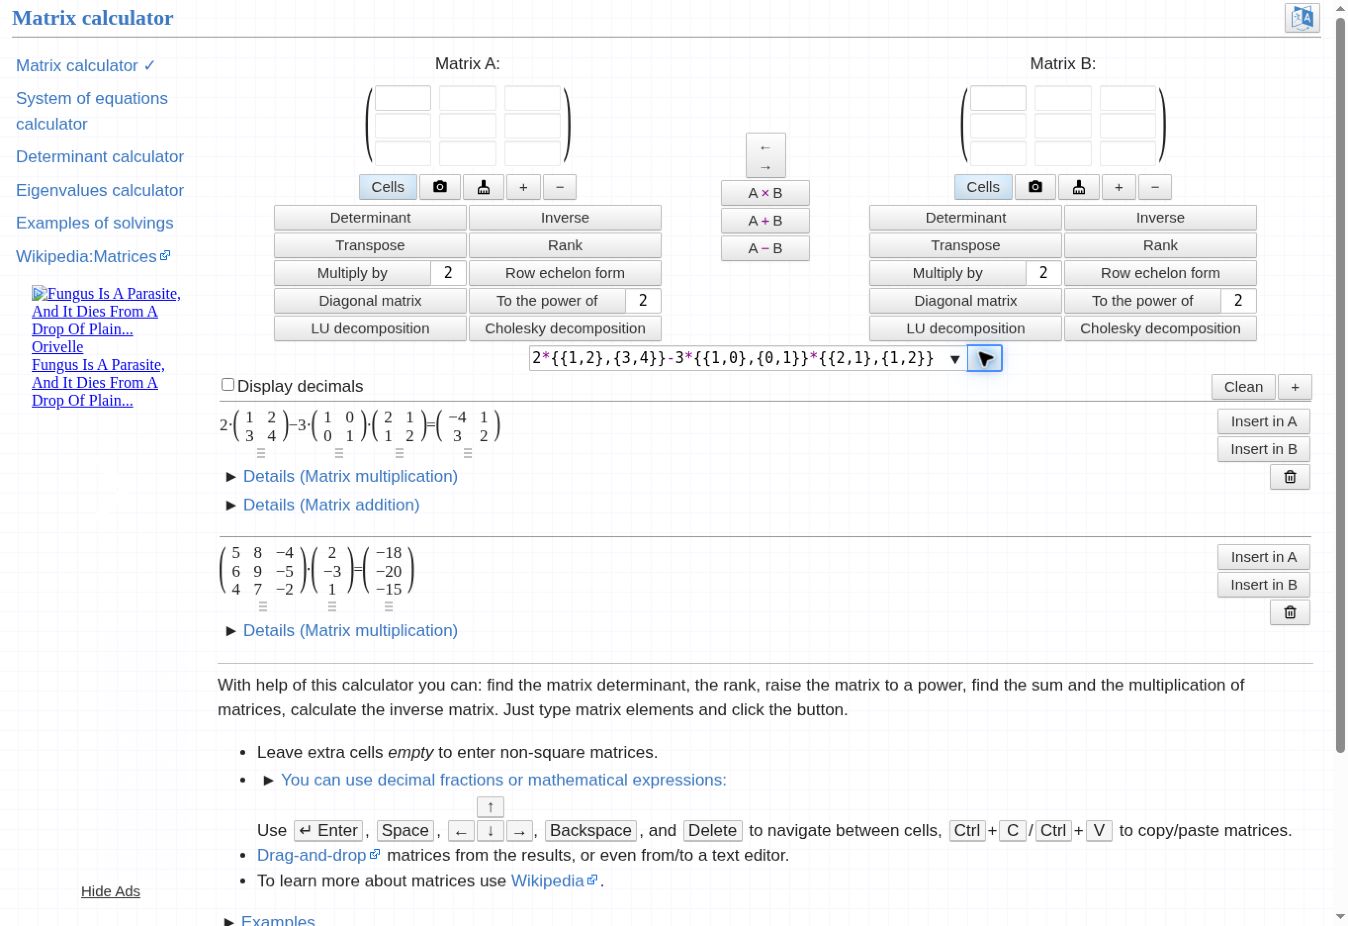 Matrix calculator
Matrix calculator ✓
System of equations
calculator
Determinant calculator
Eigenvalues calculator
Examples of solvings
Wikipedia:Matrices
Fungus Is A Parasite,
And It Dies From A
Drop Of Plain...
Orivelle
Fungus Is A Parasite,
And It Dies From A
Drop Of Plain...
Hide Ads
Matrix A:
Cells + −
Determinant Inverse
Transpose Rank
Multiply by 2 Row echelon form
Diagonal matrix To the power of 2
LU decomposition Cholesky decomposition
←
→
A × B
A + B
A − B
Matrix B:
Cells + −
Determinant Inverse
Transpose Rank
Multiply by 2 Row echelon form
Diagonal matrix To the power of 2
LU decomposition Cholesky decomposition
2*{{1,2},{3,4}}-3*{{1,0},{0,1}}*{{2,1},{1,2}} ▼
Display decimals
Clean +
2·(1 2)−3·(1 0)·(2 1)=(−4 1)
(3 4) (0 1) (1 2) (3 2)
Insert in A
Insert in B
► Details (Matrix multiplication)
► Details (Matrix addition)
(5 8 −4)·(2)=(−18)
(6 9 −5) (−3) (−20)
(4 7 −2) (1) (−15)
Insert in A
Insert in B
► Details (Matrix multiplication)
With help of this calculator you can: find the matrix determinant, the rank, raise the matrix to a power, find the sum and the multiplication of
matrices, calculate the inverse matrix. Just type matrix elements and click the button.
• Leave extra cells empty to enter non-square matrices.
• ► You can use decimal fractions or mathematical expressions:
↑
Use ↵ Enter, Space, ← ↓ →, Backspace, and Delete to navigate between cells, Ctrl+C/Ctrl+V to copy/paste matrices.
• Drag-and-drop matrices from the results, or even from/to a text editor.
• To learn more about matrices use Wikipedia.
► Examples